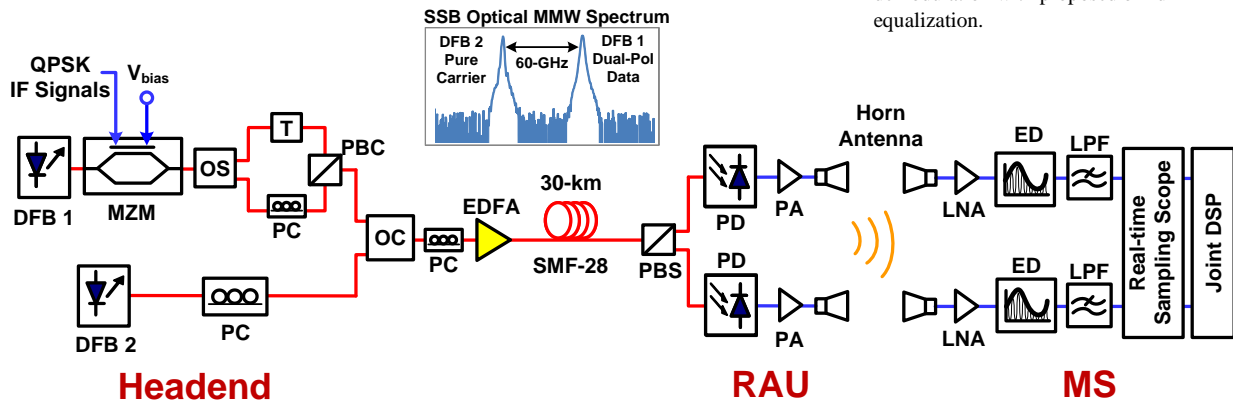 equalization.
SSB Optical MMW Spectrum
DFB 2
Pure
Carrier
60-GHz
DFB 1
Dual-Pol
Data
QPSK
IF Signals
Vbias
DFB 1
MZM
OS
T
PC
PBC
DFB 2
PC
OC
PC
EDFA
30-km
SMF-28
PBS
PD
PA
PD
PA
Horn
Antenna
LNA
ED
LPF
LNA
ED
LPF
Real-time
Sampling Scope
Joint DSP
Headend
RAU
MS